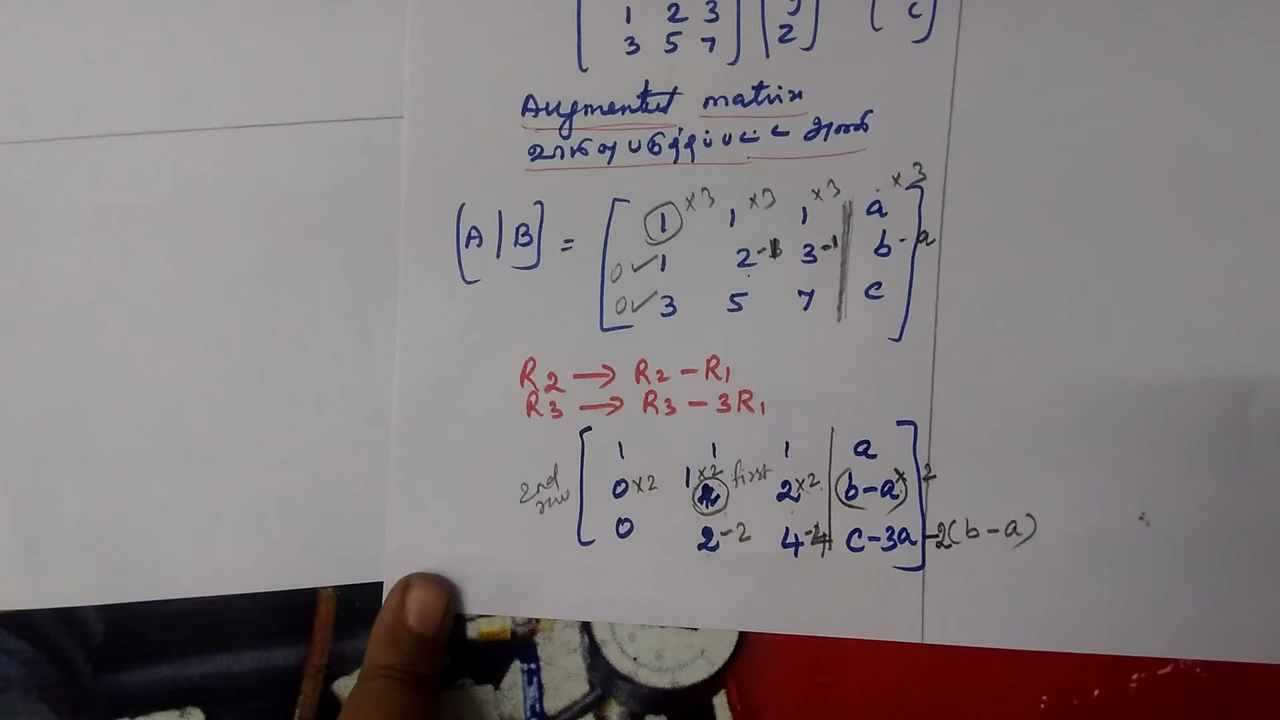 1 2 3 y
3 5 7 z c
Augmented matrix
[A | B] = [ 1 ×3 1 ×3 1 ×3 | a ×3
0 ✓ 1 2 -1 3 -1 | b - a
0 ✓ 3 5 7 | c ]
R2 → R2 - R1
R3 → R3 - 3R1
1 1 1 | a
2nd row 0 ×2 1 ×2 first 2 ×2 | (b-a) × 2
0 2 -2 4 -4 | c-3a -2(b-a)